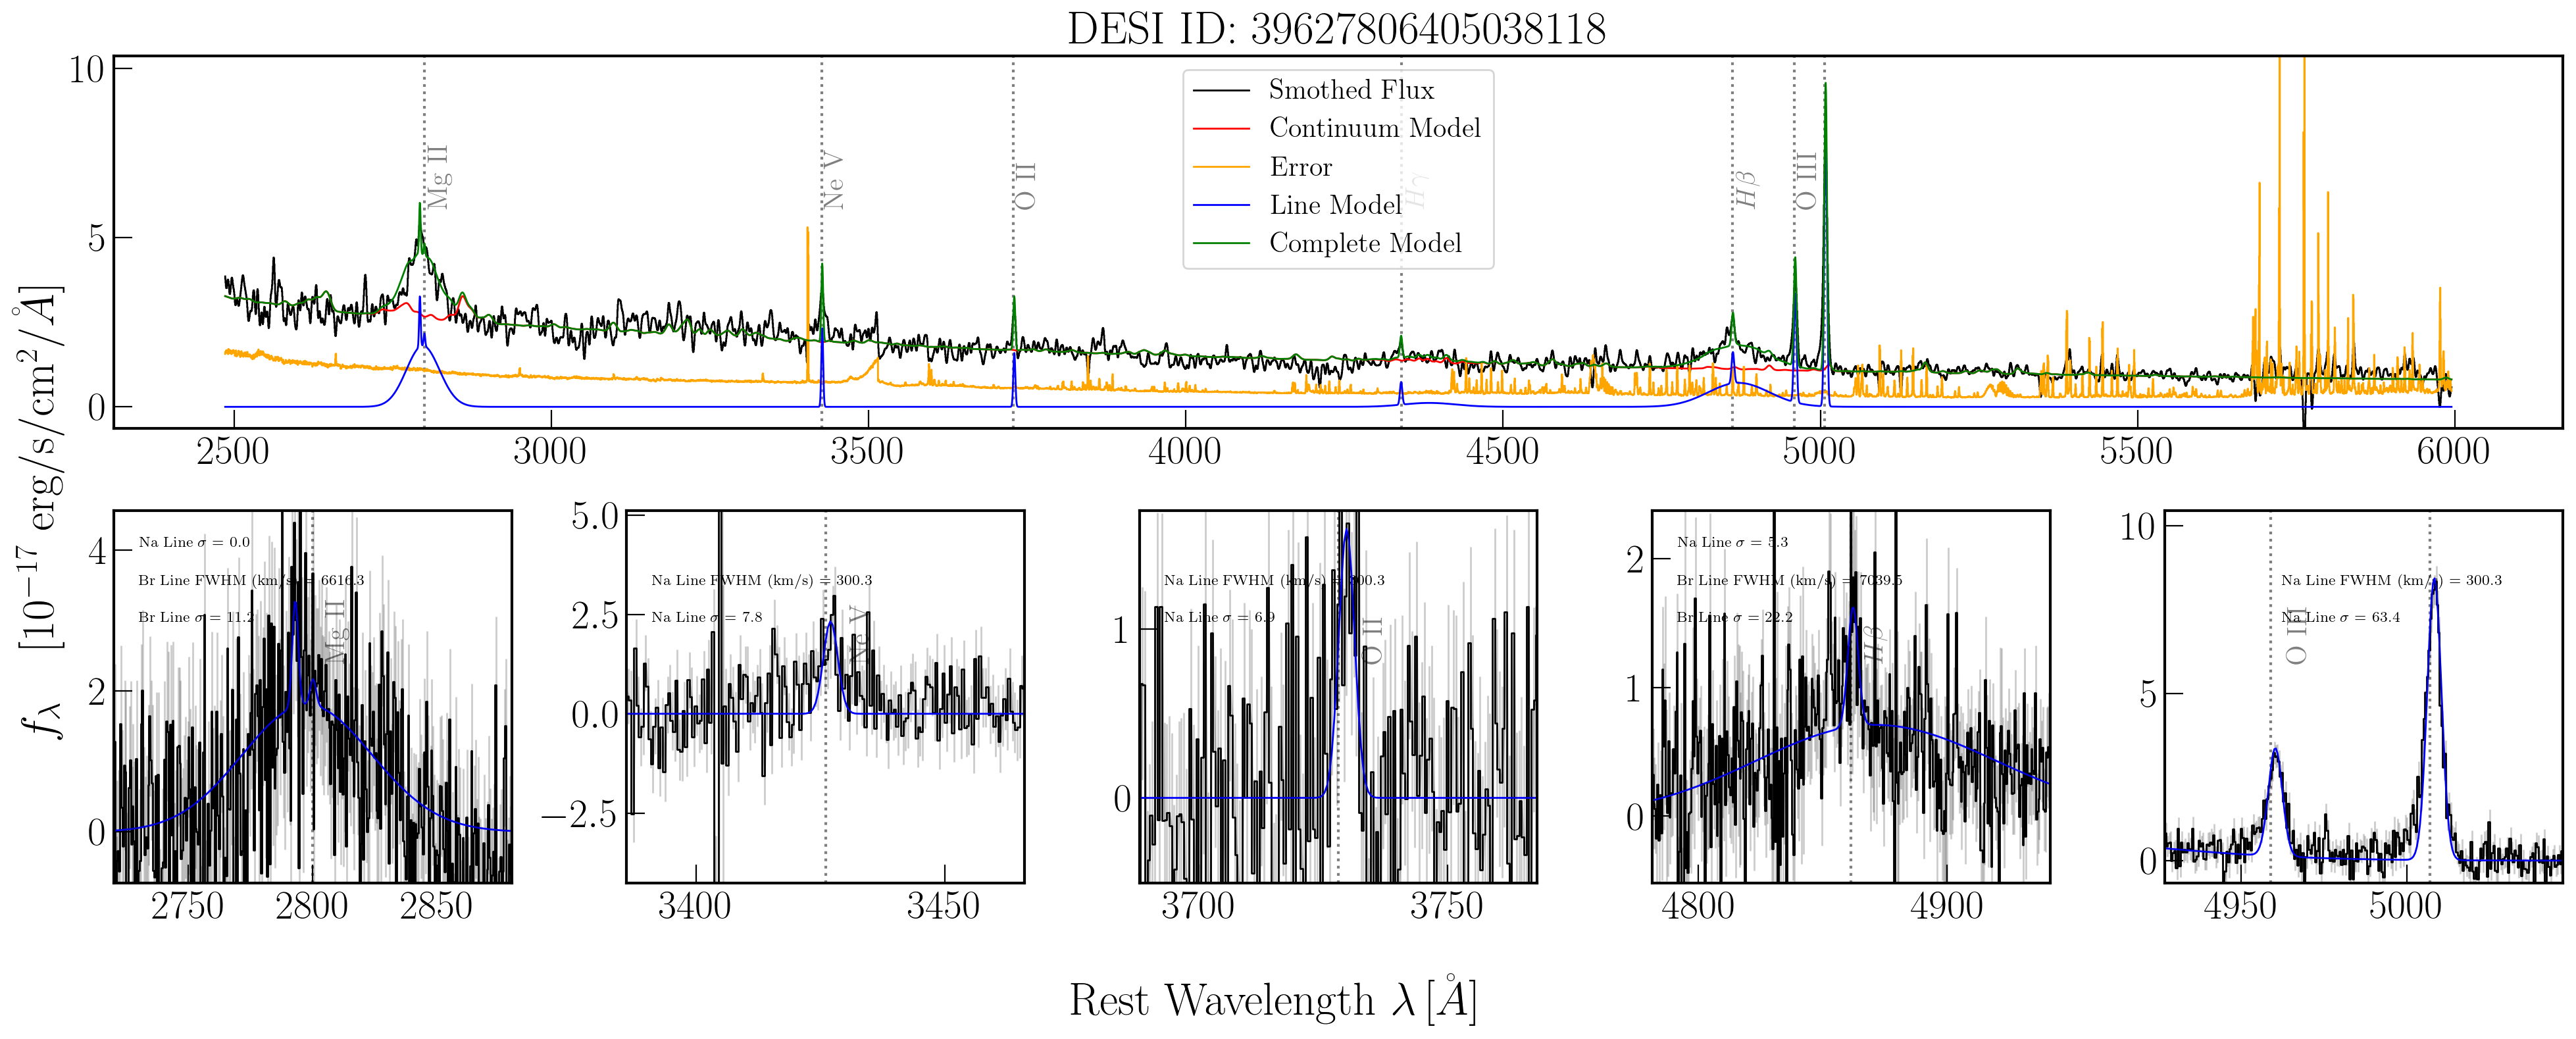 DESI ID: 39627806405038118
10
5
0
Mg II
Ne V
O II
Hγ
Hβ
O III
Smothed Flux
Continuum Model
Error
Line Model
Complete Model
2500 3000 3500 4000 4500 5000 5500 6000
fλ [10⁻¹⁷ erg/s/cm²/Å]
4
2
0
Na Line σ = 0.0
Br Line FWHM (km/s) = 6616.3
Br Line σ = 11.2
Mg II
2750 2800 2850
5.0
2.5
0.0
−2.5
Na Line FWHM (km/s) = 300.3
Na Line σ = 7.8
Ne V
3400 3450
1
0
Na Line FWHM (km/s) = 300.3
Na Line σ = 6.9
O II
3700 3750
2
1
0
Na Line σ = 5.3
Br Line FWHM (km/s) = 7039.5
Br Line σ = 22.2
Hβ
4800 4900
10
5
0
Na Line FWHM (km/s) = 300.3
Na Line σ = 63.4
O III
4950 5000
Rest Wavelength λ [Å]